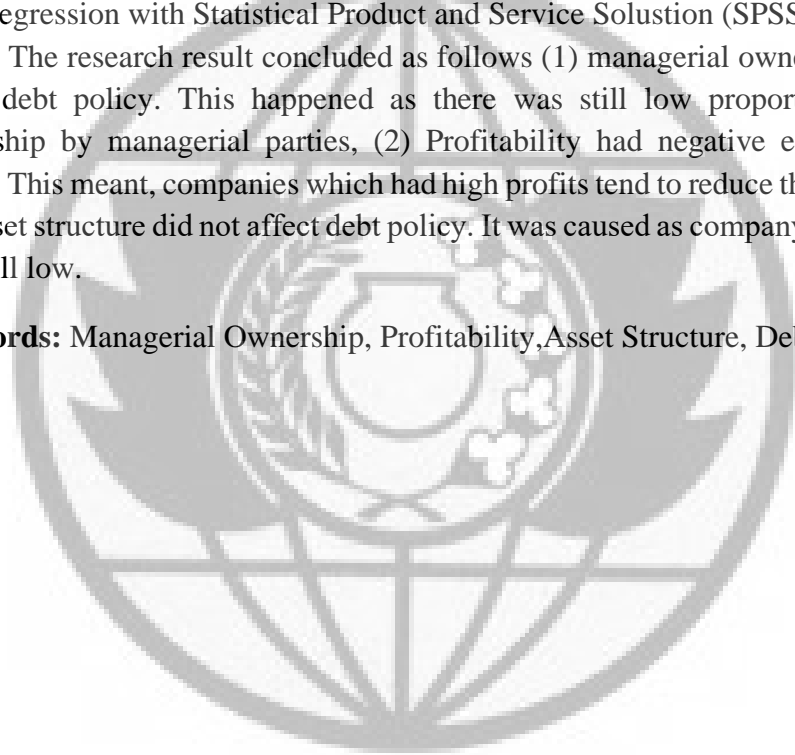 egression with Statistical Product and Service Solustion (SPSS
The research result concluded as follows (1) managerial own
debt policy. This happened as there was still low propor
ship by managerial parties, (2) Profitability had negative e
This meant, companies which had high profits tend to reduce th
set structure did not affect debt policy. It was caused as company
ll low.
ords: Managerial Ownership, Profitability,Asset Structure, De